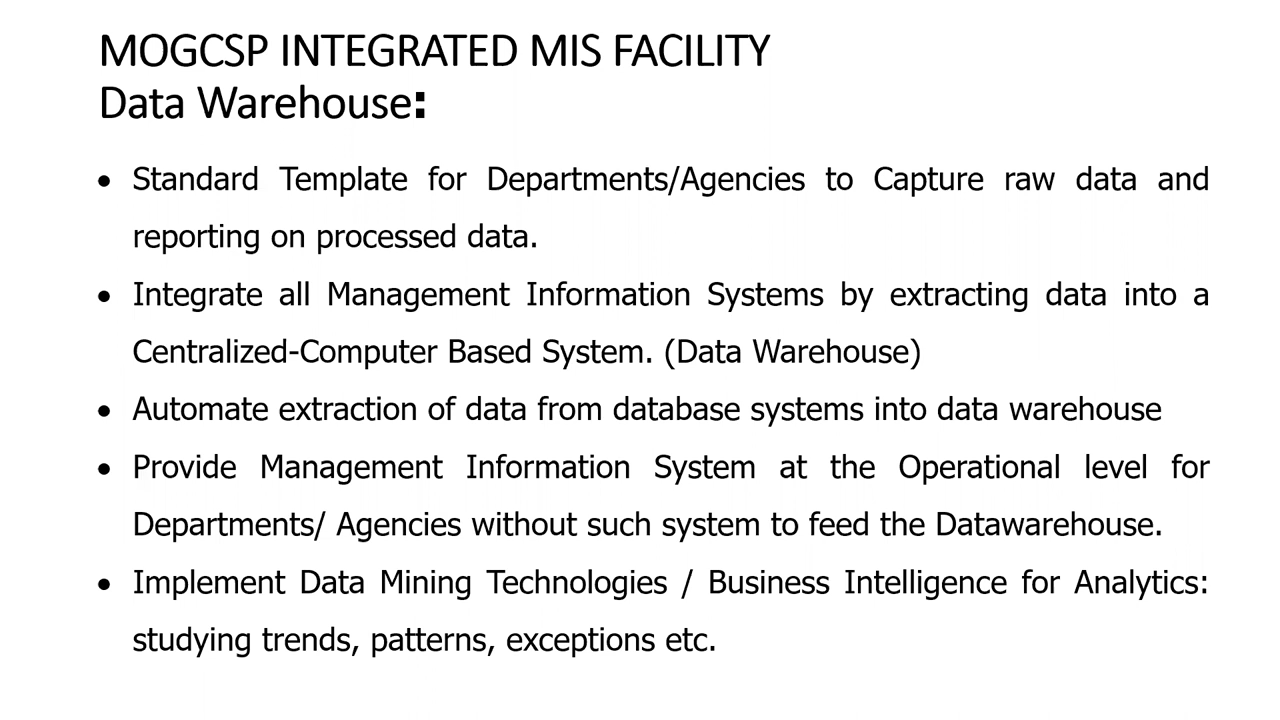 MOGCSP INTEGRATED MIS FACILITY
Data Warehouse:
• Standard Template for Departments/Agencies to Capture raw data and
reporting on processed data.
• Integrate all Management Information Systems by extracting data into a
Centralized-Computer Based System. (Data Warehouse)
• Automate extraction of data from database systems into data warehouse
• Provide Management Information System at the Operational level for
Departments/ Agencies without such system to feed the Datawarehouse.
• Implement Data Mining Technologies / Business Intelligence for Analytics:
studying trends, patterns, exceptions etc.